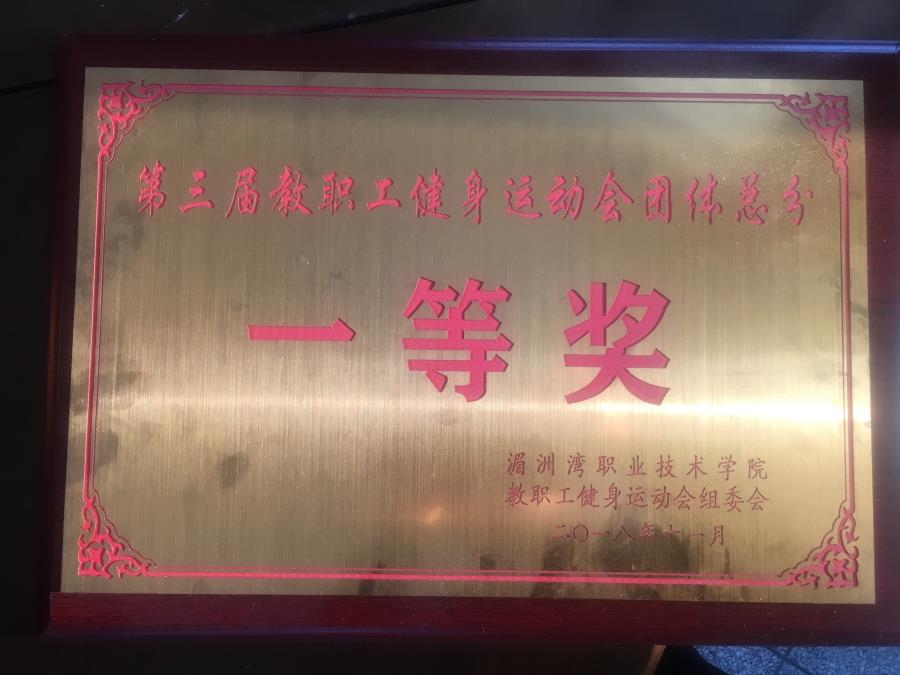 第三届教职工健身运动会团体总分
一等奖
湄洲湾职业技术学院
教职工健身运动会组委会
二〇一八年十一月